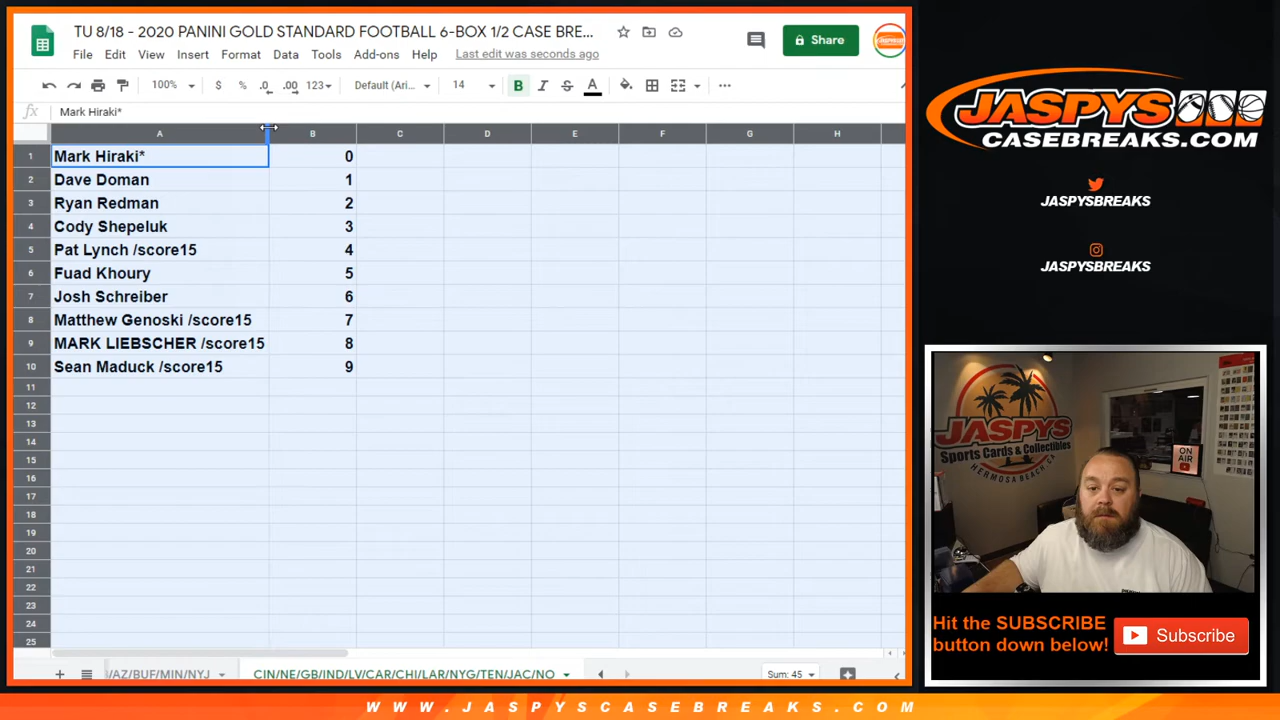 TU 8/18 - 2020 PANINI GOLD STANDARD FOOTBALL 6-BOX 1/2 CASE BRE...
File Edit View Insert Format Data Tools Add-ons Help Last edit was seconds ago
Share
100% $ % .0 .00 123 Default (Ari... 14 B I S A
fx Mark Hiraki*
A B C D E F G H
1 Mark Hiraki* 0
2 Dave Doman 1
3 Ryan Redman 2
4 Cody Shepeluk 3
5 Pat Lynch /score15 4
6 Fuad Khoury 5
7 Josh Schreiber 6
8 Matthew Genoski /score15 7
9 MARK LIEBSCHER /score15 8
10 Sean Maduck /score15 9
11
12
13
14
15
16
17
18
19
20
21
22
23
24
25
/AZ/BUF/MIN/NYJ CIN/NE/GB/IND/LV/CAR/CHI/LAR/NYG/TEN/JAC/NO Sum: 45
JASPYS
CASEBREAKS.COM
JASPYSBREAKS
JASPYSBREAKS
JASPYS
Sports Cards & Collectibles
HERMOSA BEACH, CA
ON
AIR
Hit the SUBSCRIBE
button down below!
Subscribe
WWW.JASPYSCASEBREAKS.COM